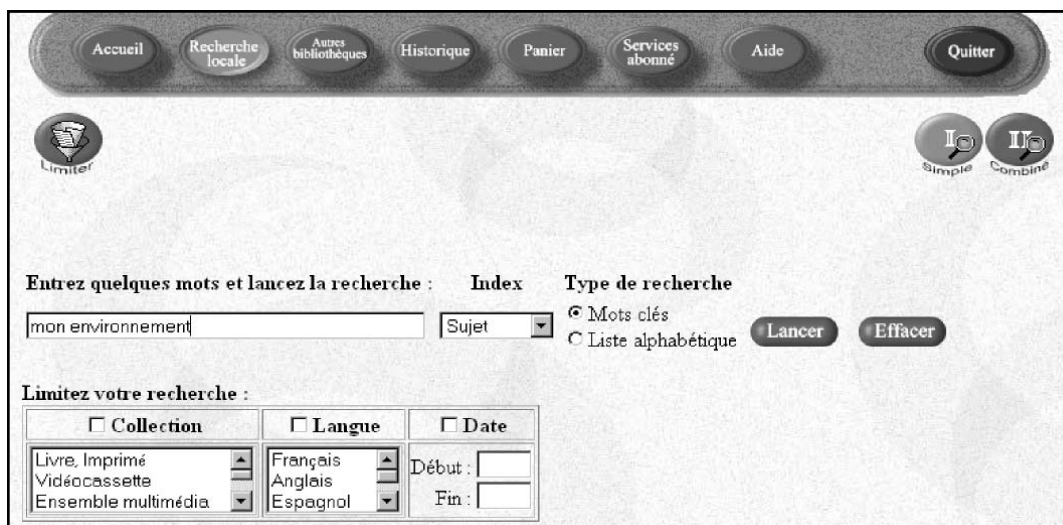 Accueil
Recherche
locale
Autres
bibliothèques
Historique
Panier
Services
abonné
Aide
Quitter
Limiter
I
Simple
II
Combiné
Entrez quelques mots et lancez la recherche :
Index
Type de recherche
mon environnement
Sujet
Mots clés
Liste alphabétique
Lancer
Effacer
Limitez votre recherche :
Collection
Langue
Date
Livre, Imprimé
Vidéocassette
Ensemble multimédia
Français
Anglais
Espagnol
Début :
Fin :